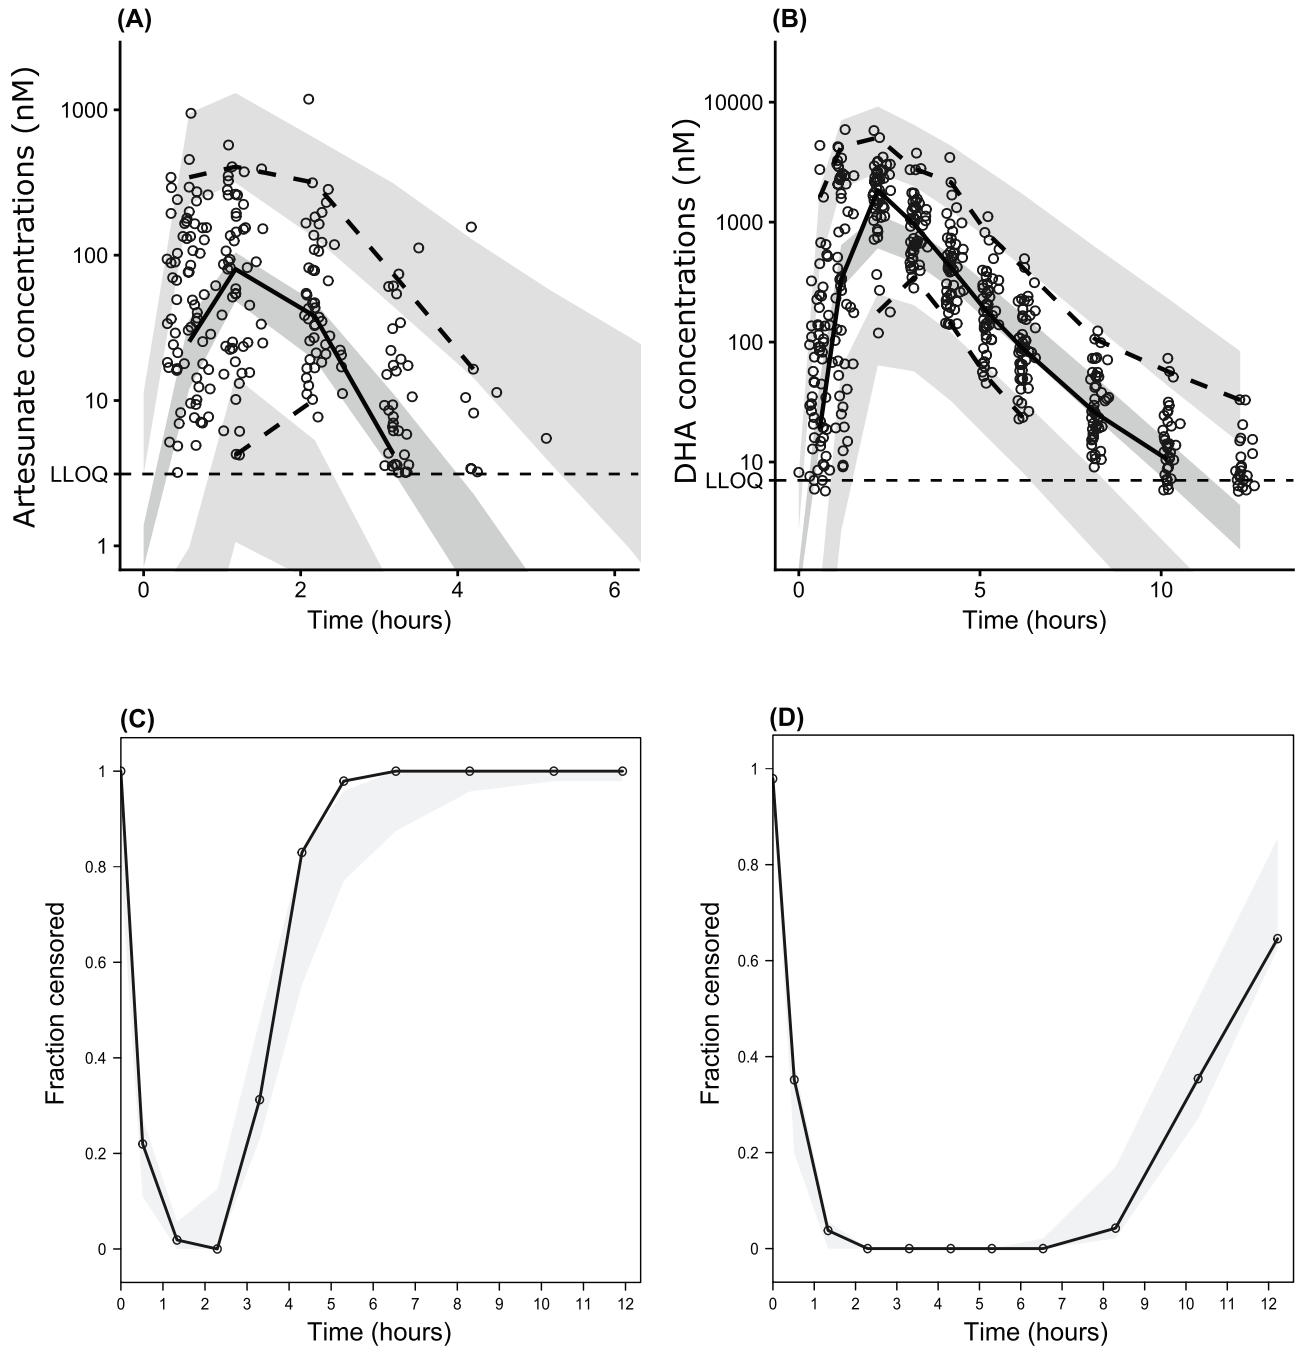 (A)
Artesunate concentrations (nM)
1000
100
10
LLOQ
1
0 2 4 6
Time (hours)
(B)
DHA concentrations (nM)
10000
1000
100
10
LLOQ
0 5 10
Time (hours)
(C)
Fraction censored
1
0.8
0.6
0.4
0.2
0
0 1 2 3 4 5 6 7 8 9 10 11 12
Time (hours)
(D)
Fraction censored
1
0.8
0.6
0.4
0.2
0
0 1 2 3 4 5 6 7 8 9 10 11 12
Time (hours)